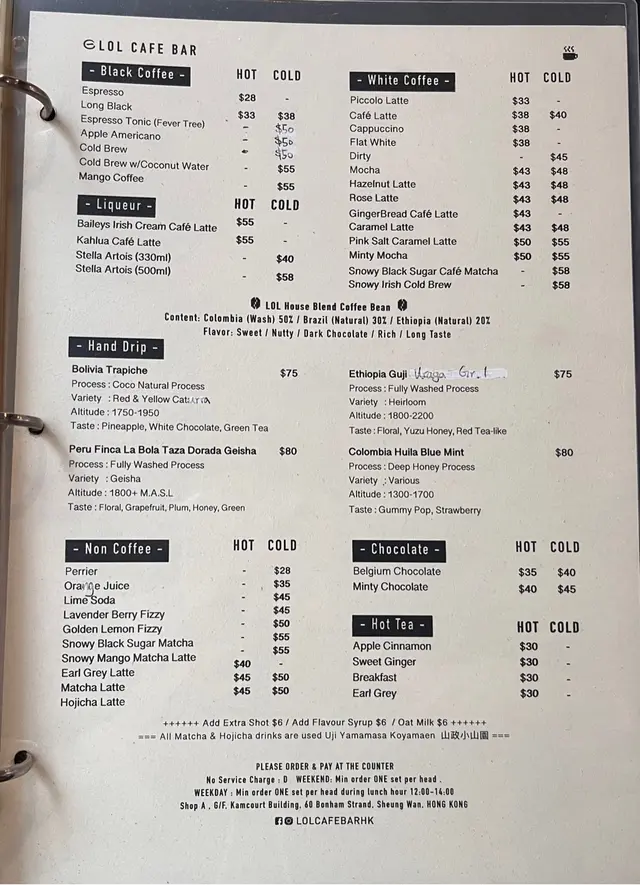 LOL CAFE BAR
- Black Coffee - HOT COLD
Espresso $28 -
Long Black $33 $38
Espresso Tonic (Fever Tree) - $50
Apple Americano - $50
Cold Brew - $50
Cold Brew w/Coconut Water - $55
Mango Coffee - $55
- Liqueur - HOT COLD
Baileys Irish Cream Café Latte $55 -
Kahlua Café Latte $55 -
Stella Artois (330ml) - $40
Stella Artois (500ml) - $58
- White Coffee - HOT COLD
Piccolo Latte $33 -
Café Latte $38 $40
Cappuccino $38 -
Flat White $38 -
Dirty - $45
Mocha $43 $48
Hazelnut Latte $43 $48
Rose Latte $43 $48
GingerBread Café Latte $43 -
Caramel Latte $43 $48
Pink Salt Caramel Latte $50 $55
Minty Mocha $50 $55
Snowy Black Sugar Café Matcha - $58
Snowy Irish Cold Brew - $58
LOL House Blend Coffee Bean
Content: Colombia (Wash) 50% / Brazil (Natural) 30% / Ethiopia (Natural) 20%
Flavor: Sweet / Nutty / Dark Chocolate / Rich / Long Taste
- Hand Drip -
Bolivia Trapiche $75
Process : Coco Natural Process
Variety : Red & Yellow Caturra
Altitude : 1750-1950
Taste : Pineapple, White Chocolate, Green Tea
Ethiopia Guji Gr.1 $75
Process : Fully Washed Process
Variety : Heirloom
Altitude : 1800-2200
Taste : Floral, Yuzu Honey, Red Tea-like
Peru Finca La Bola Taza Dorada Geisha $80
Process : Fully Washed Process
Variety : Geisha
Altitude : 1800+ M.A.S.L
Taste : Floral, Grapefruit, Plum, Honey, Green
Colombia Huila Blue Mint $80
Process : Deep Honey Process
Variety : Various
Altitude : 1300-1700
Taste : Gummy Pop, Strawberry
- Non Coffee - HOT COLD
Perrier - $28
Orange Juice - $35
Lime Soda - $45
Lavender Berry Fizzy - $45
Golden Lemon Fizzy - $50
Snowy Black Sugar Matcha - $55
Snowy Mango Matcha Latte - $55
Earl Grey Latte $40 -
Matcha Latte $45 $50
Hojicha Latte $45 $50
- Chocolate - HOT COLD
Belgium Chocolate $35 $40
Minty Chocolate $40 $45
- Hot Tea - HOT COLD
Apple Cinnamon $30 -
Sweet Ginger $30 -
Breakfast $30 -
Earl Grey $30 -
++++++ Add Extra Shot $6 / Add Flavour Syrup $6 / Oat Milk $6 ++++++
=== All Matcha & Hojicha drinks are used Uji Yamamasa Koyamaen 山政小山園 ===
PLEASE ORDER & PAY AT THE COUNTER
No Service Charge : D WEEKEND: Min order ONE set per head .
WEEKDAY : Min order ONE set per head during lunch hour 12:00-14:00
Shop A , G/F, Kamcourt Building, 60 Bonham Strand, Sheung Wan, HONG KONG
LOLCAFEBARHK